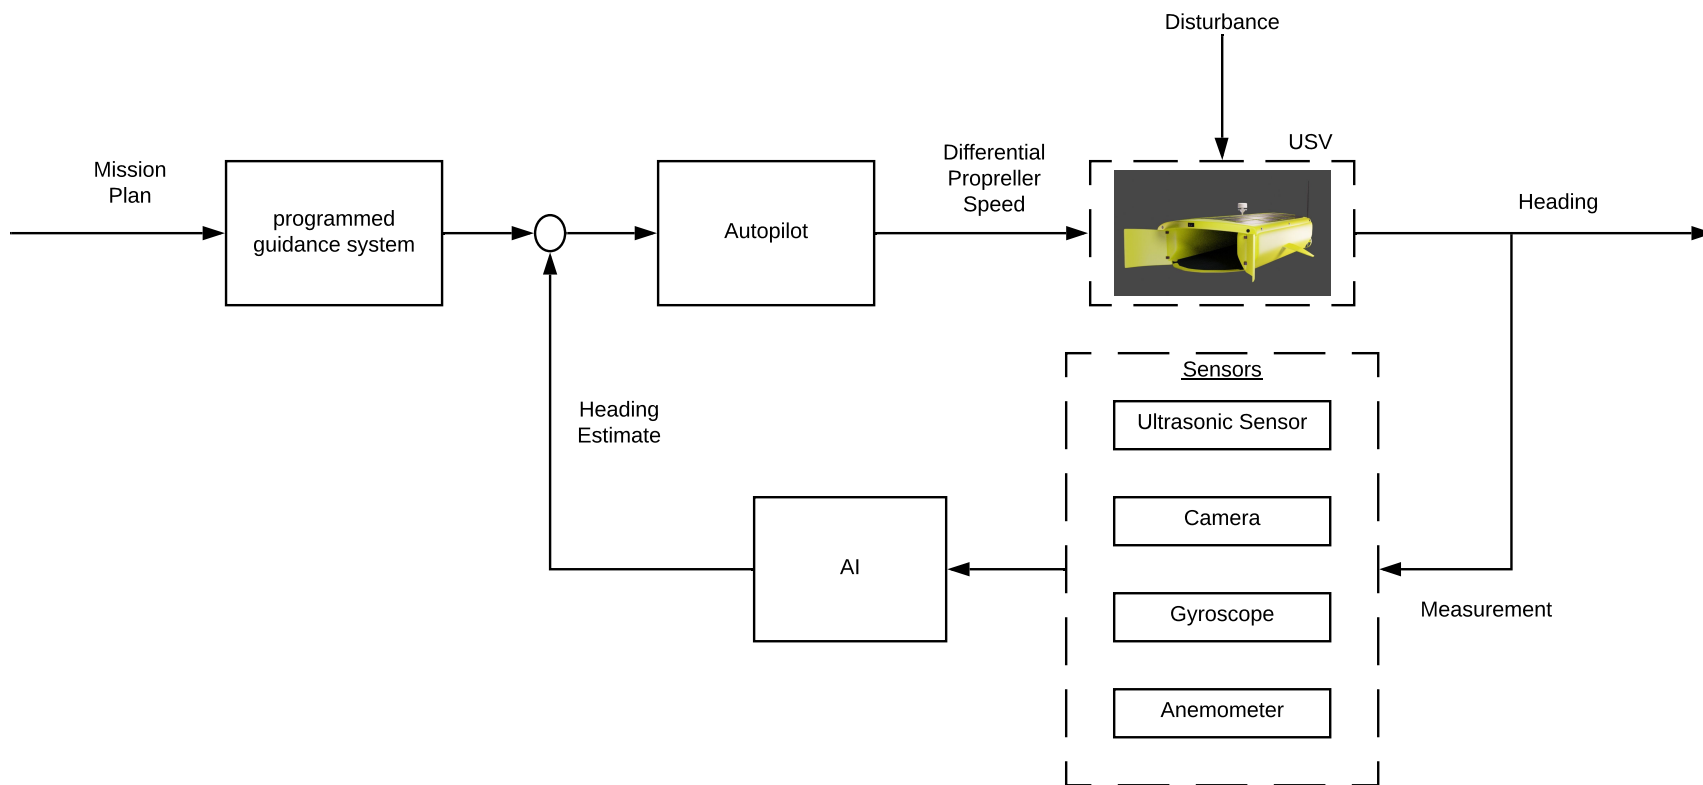 Disturbance
USV
Mission
Plan
programmed
guidance system
Autopilot
Differential
Propreller
Speed
Heading
Heading
Estimate
AI
Sensors
Ultrasonic Sensor
Camera
Gyroscope
Anemometer
Measurement